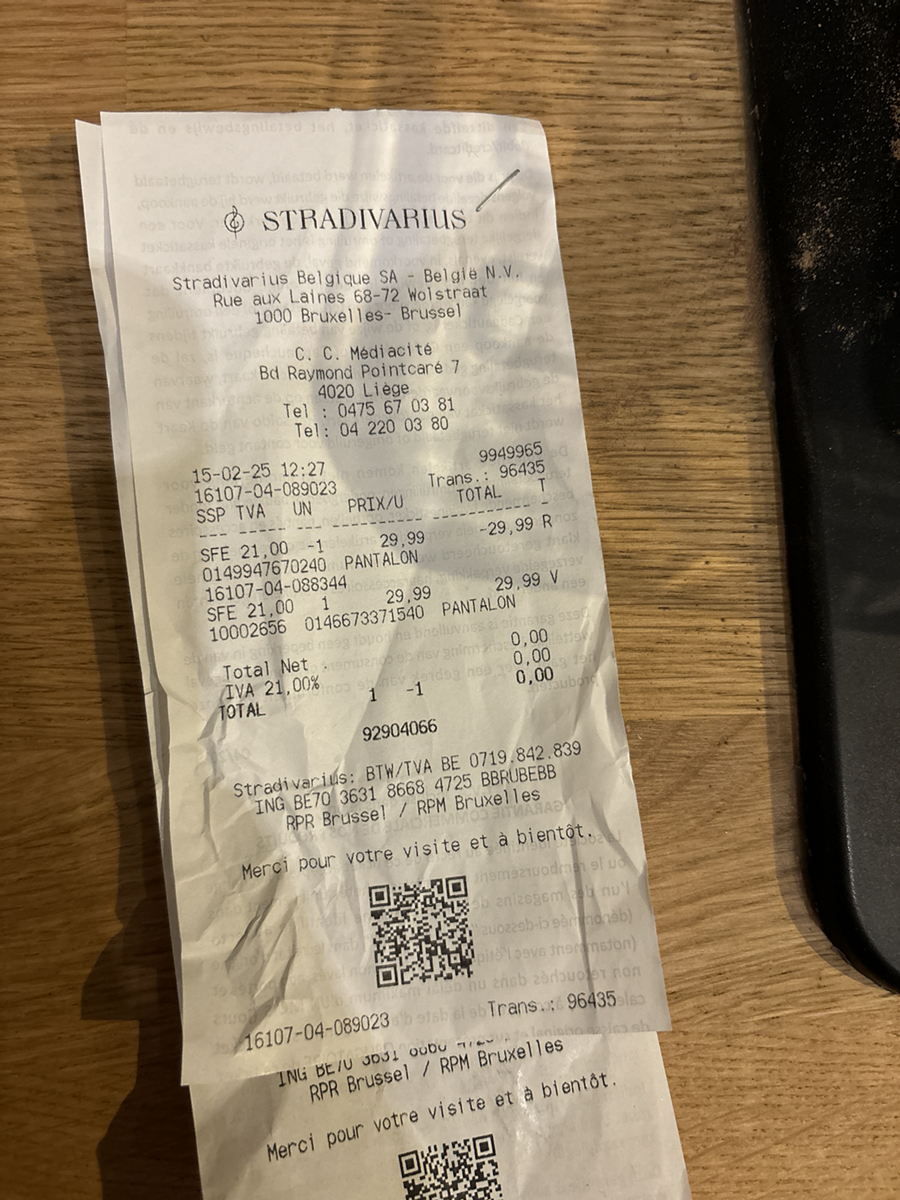 STRADIVARIUS
Stradivarius Belgique SA - België N.V.
Rue aux Laines 68-72 Wolstraat
1000 Bruxelles- Brussel
C. C. Médiacité
Bd Raymond Pointcaré 7
4020 Liège
Tel : 0475 67 03 81
Tel: 04 220 03 80
9949965
15-02-25 12:27
16107-04-089023 Trans.: 96435
SSP TVA UN PRIX/U TOTAL T
SFE 21,00 -1 29,99 -29,99 R
0149947670240 PANTALON
16107-04-088344
SFE 21,00 1 29,99 29,99 V
10002656 0146673371540 PANTALON
Total Net 0,00
IVA 21,00% 0,00
TOTAL 0,00
1 -1
92904066
Stradivarius: BTW/TVA BE 0719.842.839
ING BE70 3631 8668 4725 BBRUBEBB
RPR Brussel / RPM Bruxelles
Merci pour votre visite et à bientôt.
16107-04-089023 Trans.: 96435
ING BE70 3631
RPR Brussel / RPM Bruxelles
Merci pour votre visite et à bientôt.